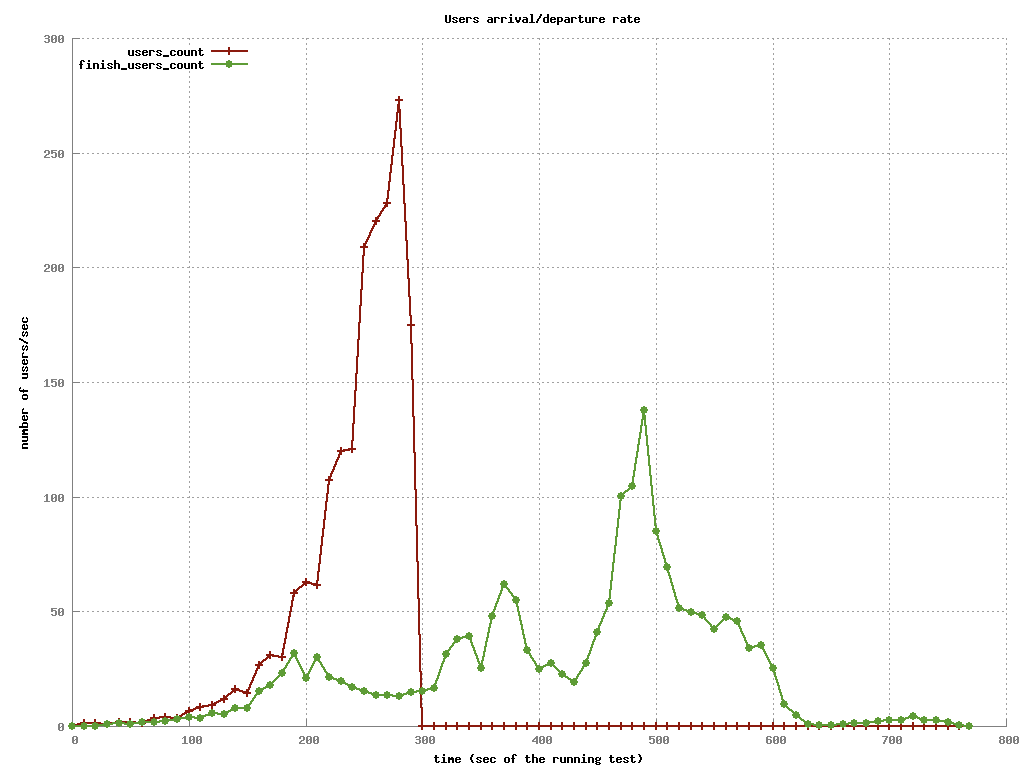 Users arrival/departure rate
300
users_count
finish_users_count
250
200
150
100
50
0
number of users/sec
0 100 200 300 400 500 600 700 800
time (sec of the running test)